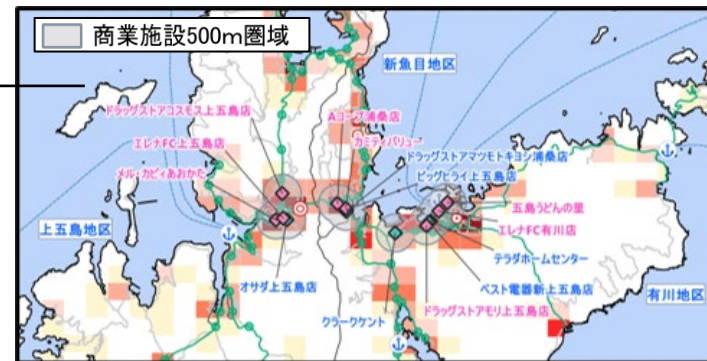 商業施設500m圏域
新魚目地区
ドラッグストアコスモス上五島店
Aコープ浦桑店
エレナFC上五島店
カミティバリュー
メル・カピィあおかた
ドラッグストアマツモトキヨシ浦桑店
ビッグヒライ上五島店
上五島地区
五島うどんの里
エレナFC有川店
テラダホームセンター
オサダ上五島店
ベスト電器新上五島店
有川地区
クラークケント
ドラッグストアモリ上五島店